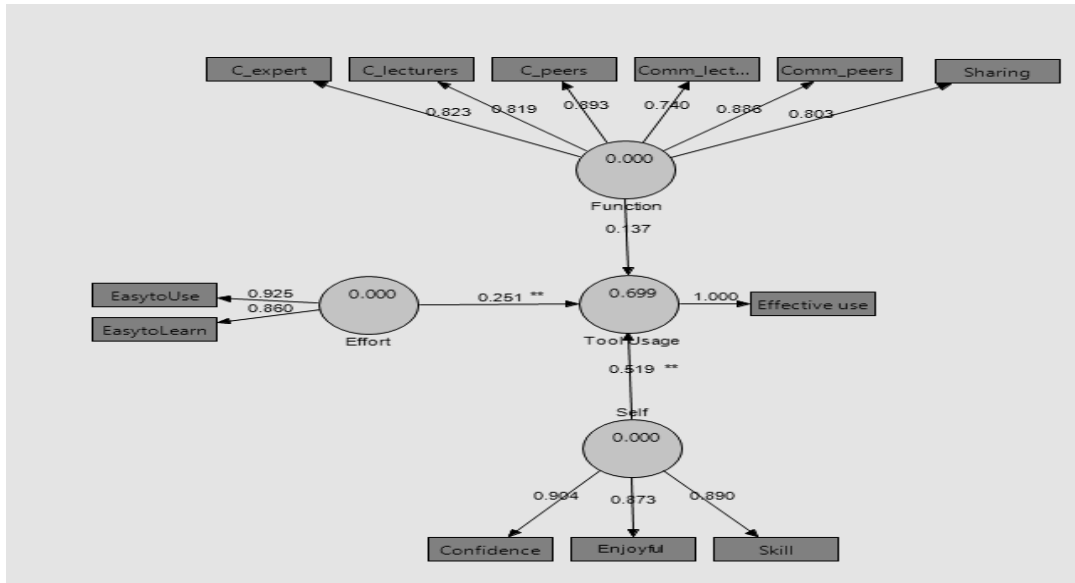 C_expert
C_lecturers
C_peers
Comm_lect...
Comm_peers
Sharing
0.823
0.819
0.893
0.740
0.886
0.803
0.000
Function
0.137
EasytoUse
0.925
0.000
0.251 **
0.699
1.000
Effective use
EasytoLearn
0.860
Effort
Tool Usage
0.519 **
Self
0.000
0.904
0.873
0.890
Confidence
Enjoyful
Skill